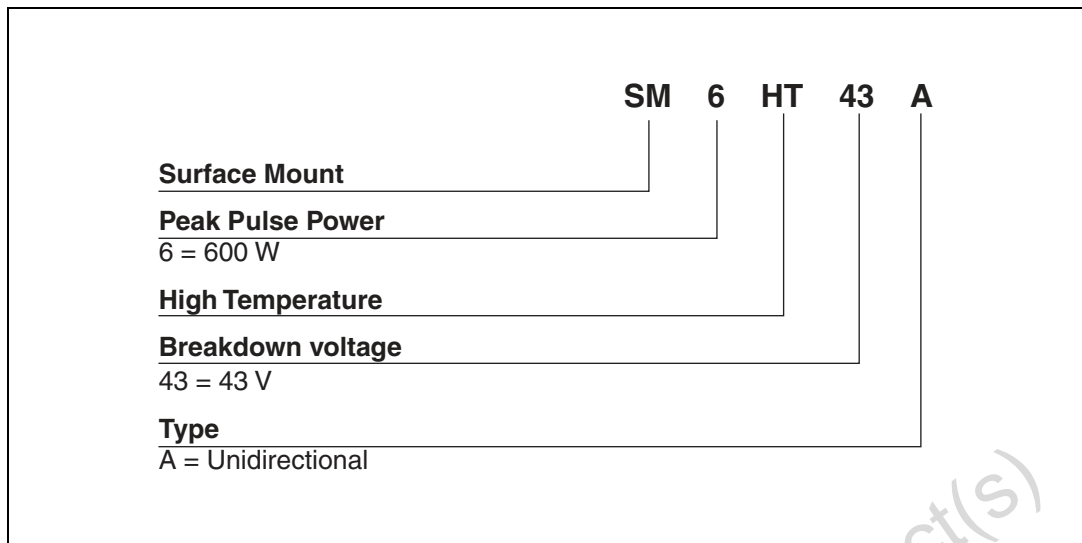 SM 6 HT 43 A
Surface Mount
Peak Pulse Power
6 = 600 W
High Temperature
Breakdown voltage
43 = 43 V
Type
A = Unidirectional
ct(s)